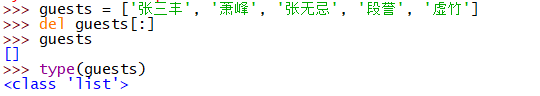 >>> guests = ['张三丰', '萧峰', '张无忌', '段誉', '虚竹']
>>> del guests[:]
>>> guests
[]
>>> type(guests)
<class 'list'>